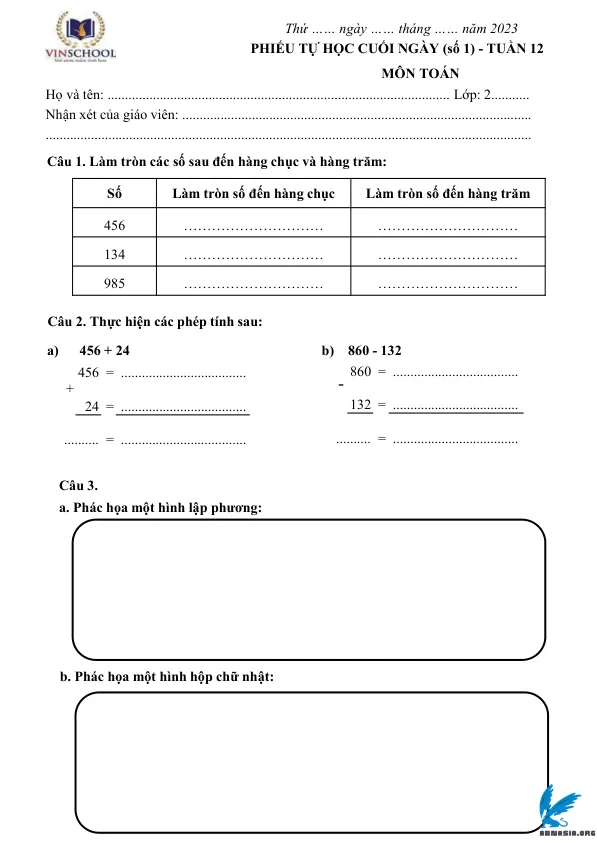 VINSCHOOL
Thứ …… ngày …… tháng …… năm 2023
PHIẾU TỰ HỌC CUỐI NGÀY (số 1) - TUẦN 12
MÔN TOÁN
Họ và tên: .................................................................................................. Lớp: 2...........
Nhận xét của giáo viên: ....................................................................................................
...........................................................................................................................................
Câu 1. Làm tròn các số sau đến hàng chục và hàng trăm:
Số Làm tròn số đến hàng chục Làm tròn số đến hàng trăm
456 ………………………… …………………………
134 ………………………… …………………………
985 ………………………… …………………………
Câu 2. Thực hiện các phép tính sau:
a) 456 + 24 b) 860 - 132
456 = .................................... 860 = ....................................
+ -
24 = .................................... 132 = ....................................
.......... = .................................... .......... = ....................................
Câu 3.
a. Phác họa một hình lập phương:
b. Phác họa một hình hộp chữ nhật:
ABMASIA.ORG